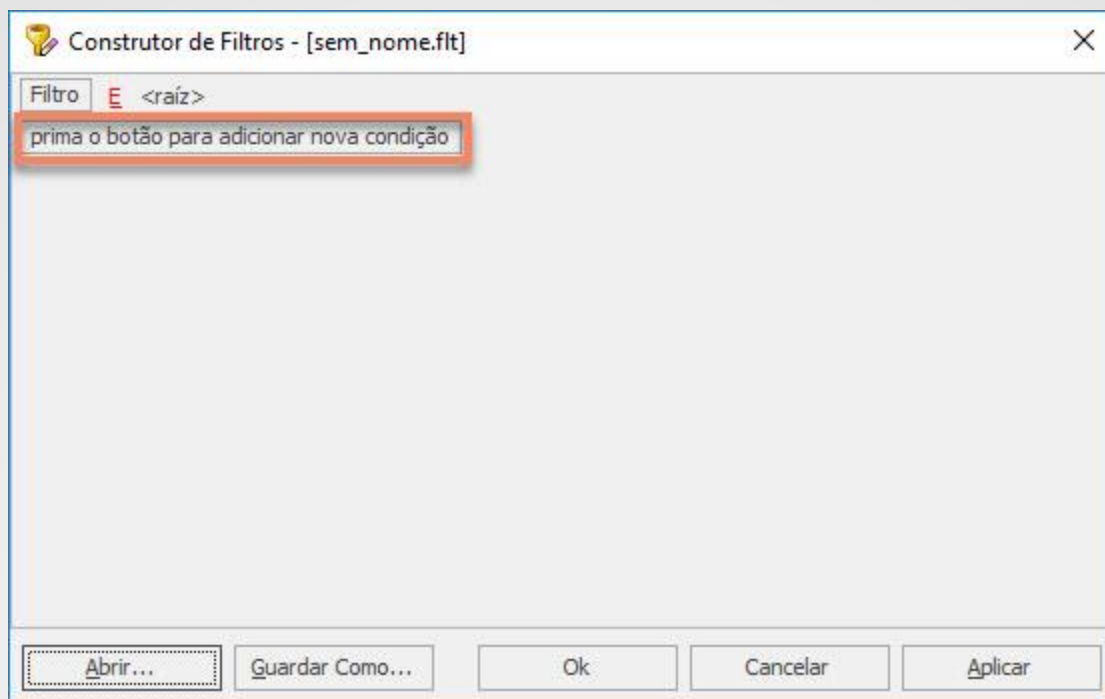 Construtor de Filtros - [sem_nome.flt]
Filtro E <raíz>
prima o botão para adicionar nova condição
Abrir... Guardar Como... Ok Cancelar Aplicar